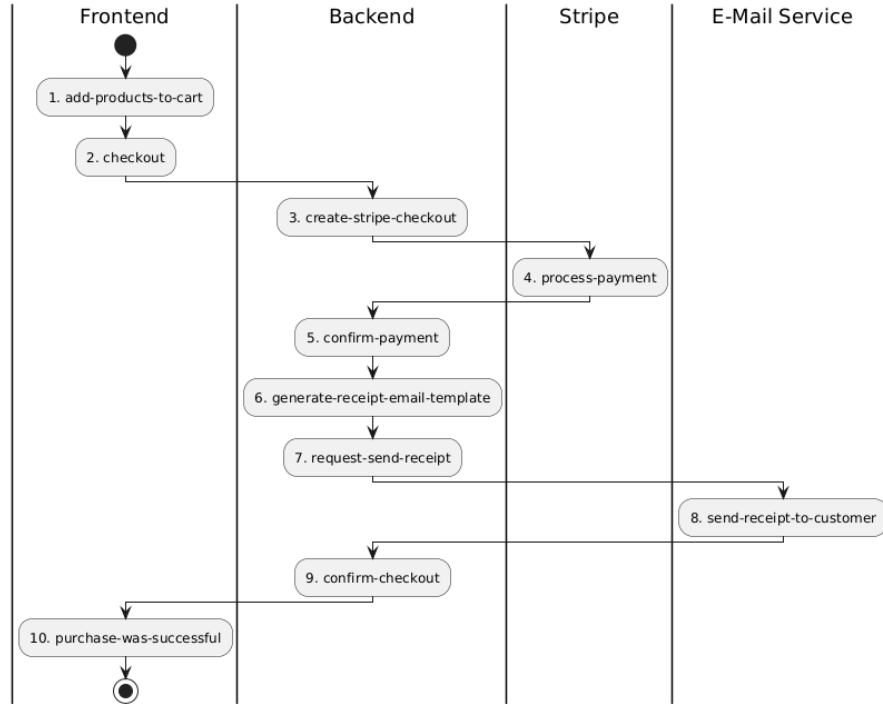 Frontend
Backend
Stripe
E-Mail Service
1. add-products-to-cart
2. checkout
3. create-stripe-checkout
4. process-payment
5. confirm-payment
6. generate-receipt-email-template
7. request-send-receipt
8. send-receipt-to-customer
9. confirm-checkout
10. purchase-was-successful